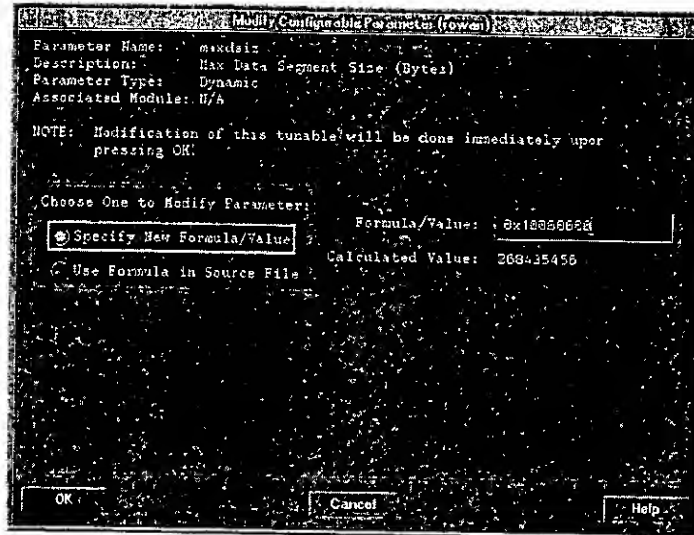 Modify Configurable Parameter (rowan)
Parameter Name: maxdsiz
Description: Max Data Segment Size (Bytes)
Parameter Type: Dynamic
Associated Module: N/A
NOTE: Modification of this tunable will be done immediately upon
pressing OK.
Choose One to Modify Parameter:
Specify New Formula/Value
Use Formula in Source File
Formula/Value: 0x10000000
Calculated Value: 268435456
OK Cancel Help